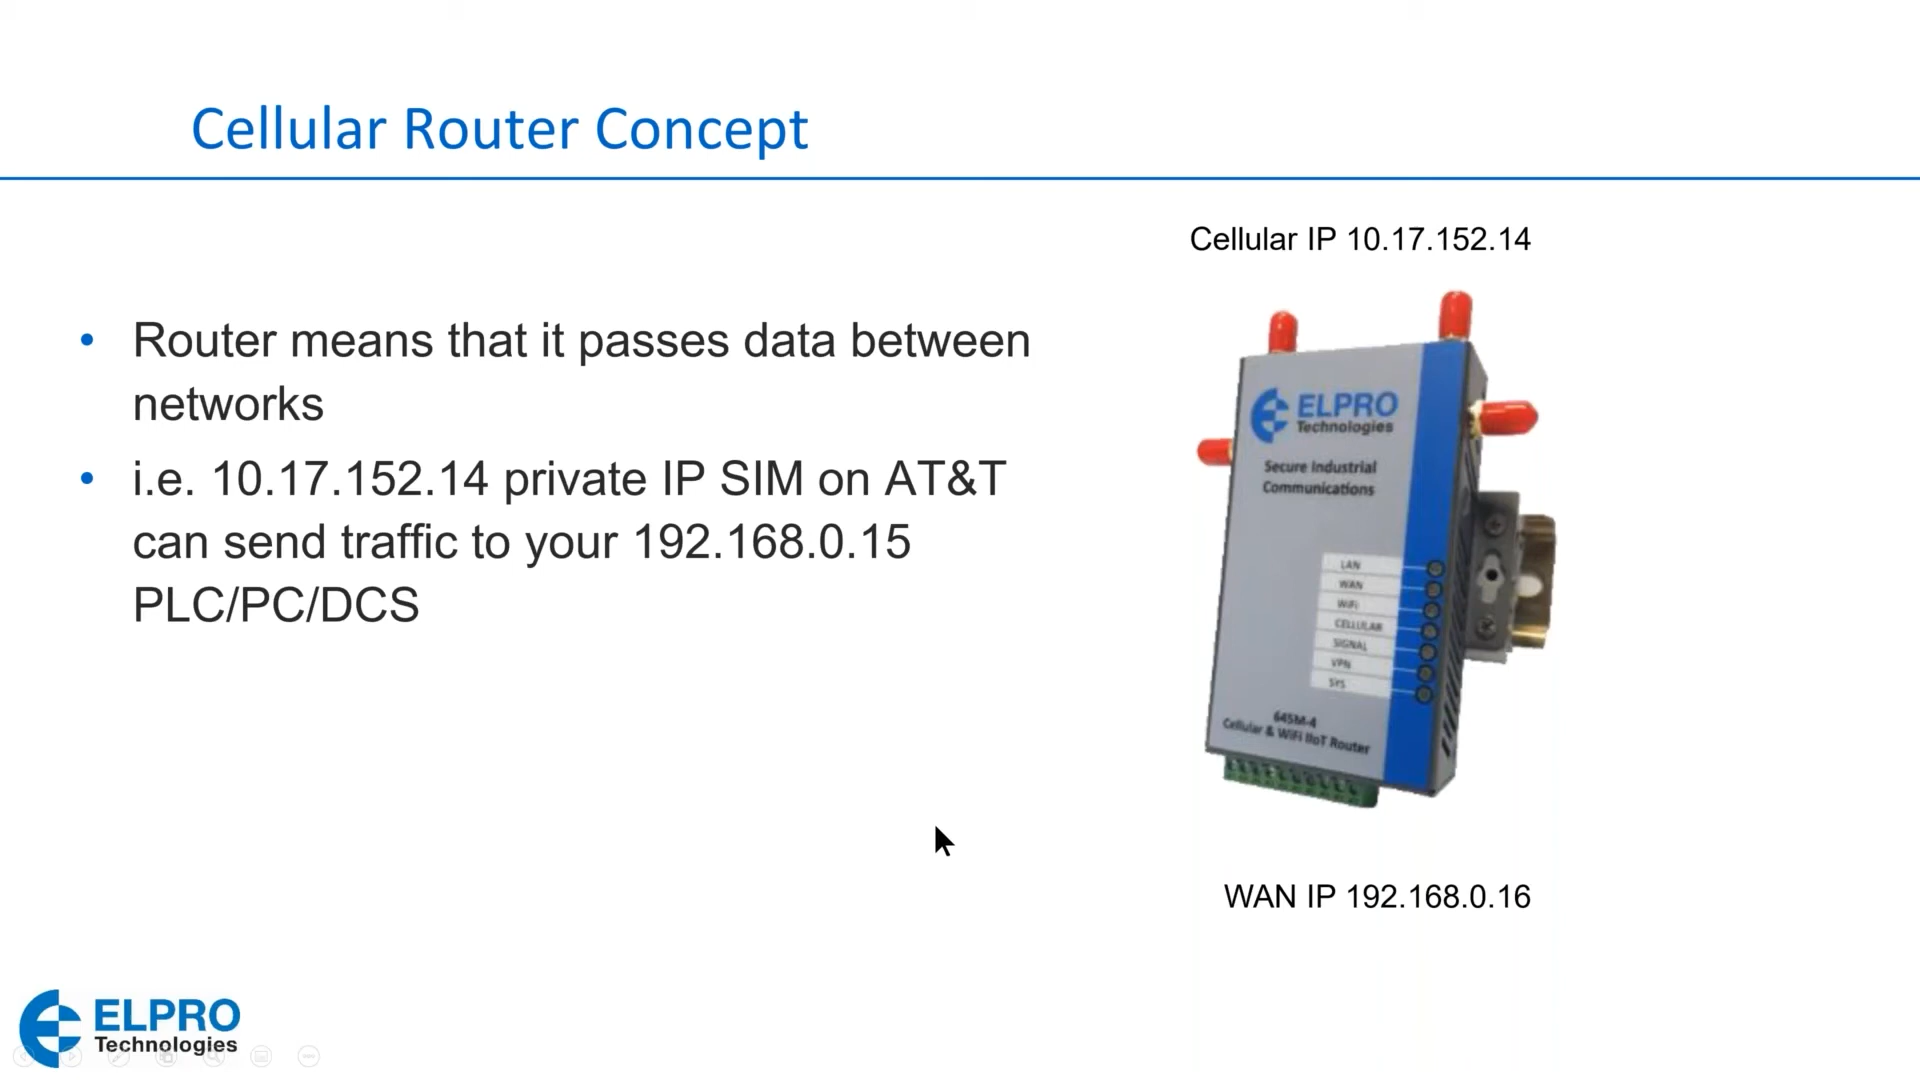 Cellular Router Concept
Cellular IP 10.17.152.14
• Router means that it passes data between
networks
• i.e. 10.17.152.14 private IP SIM on AT&T
can send traffic to your 192.168.0.15
PLC/PC/DCS
ELPRO
Technologies
Secure Industrial
Communications
LAN
WAN
WiFi
CELLULAR
SIGNAL
VPN
SYS
645M-4
Cellular & WiFi IIoT Router
WAN IP 192.168.0.16
ELPRO
Technologies